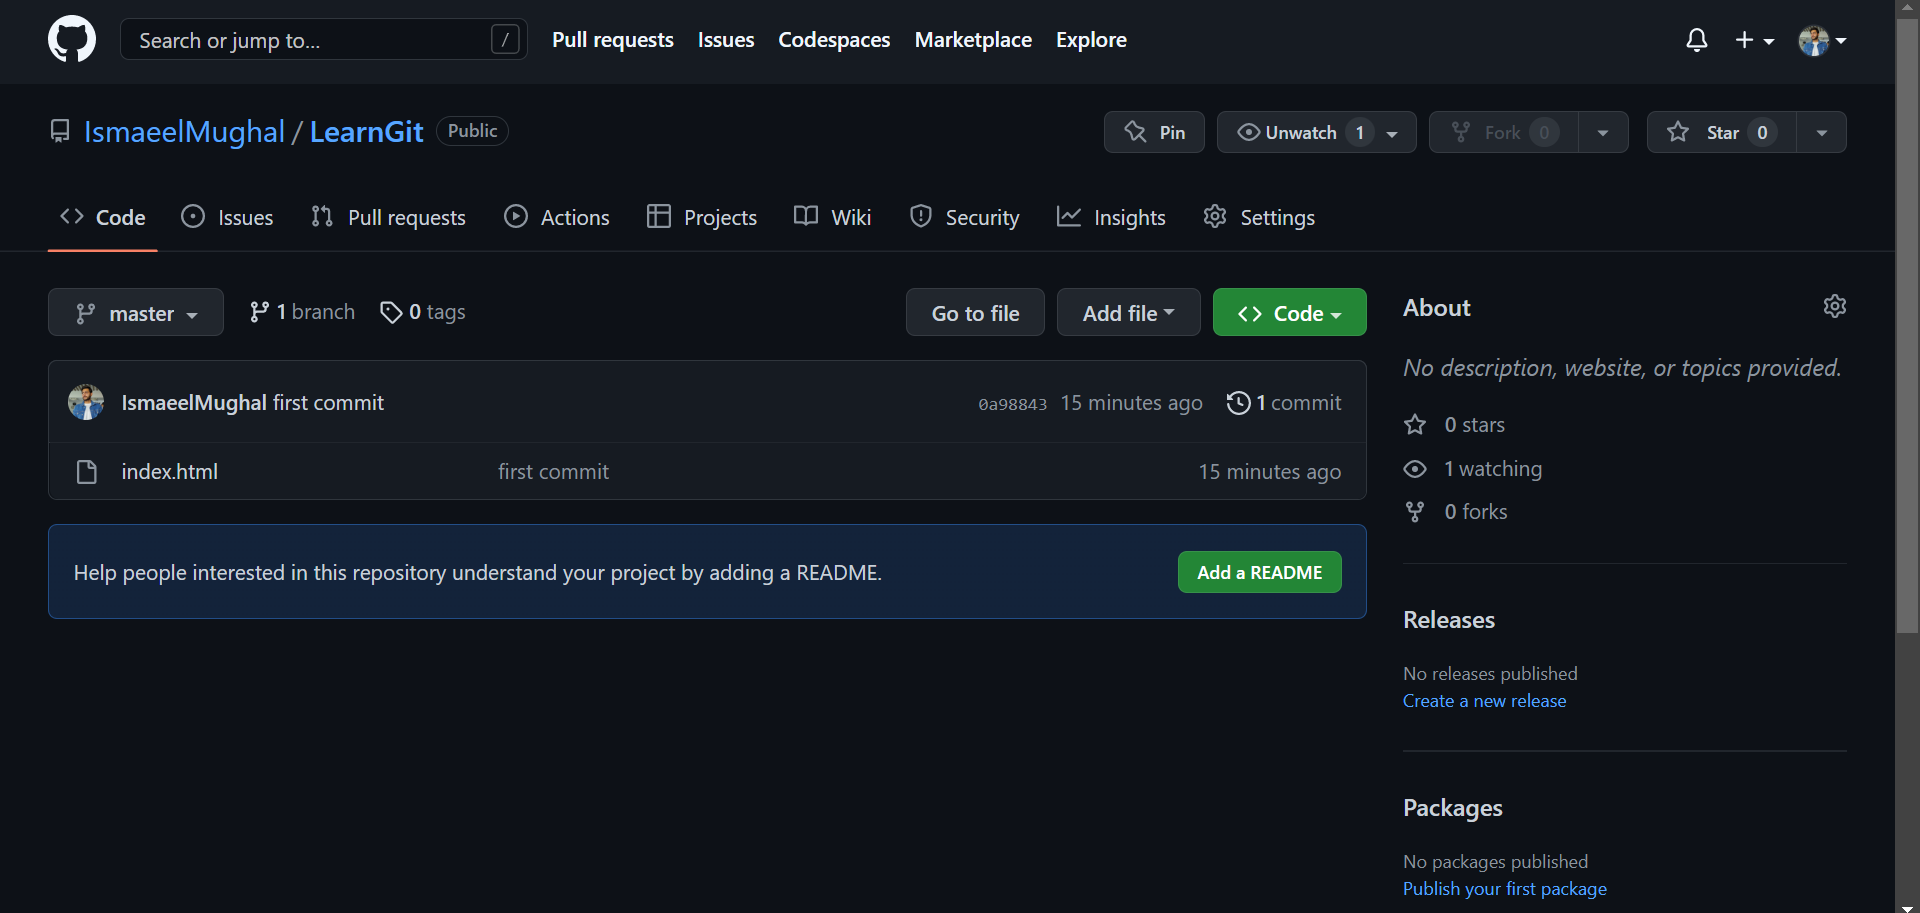 Search or jump to... /
Pull requests Issues Codespaces Marketplace Explore
IsmaeelMughal / LearnGit Public
Pin Unwatch 1 Fork 0 Star 0
Code Issues Pull requests Actions Projects Wiki Security Insights Settings
master 1 branch 0 tags Go to file Add file Code
IsmaeelMughal first commit 0a98843 15 minutes ago 1 commit
index.html first commit 15 minutes ago
Help people interested in this repository understand your project by adding a README. Add a README
About
No description, website, or topics provided.
0 stars
1 watching
0 forks
Releases
No releases published
Create a new release
Packages
No packages published
Publish your first package